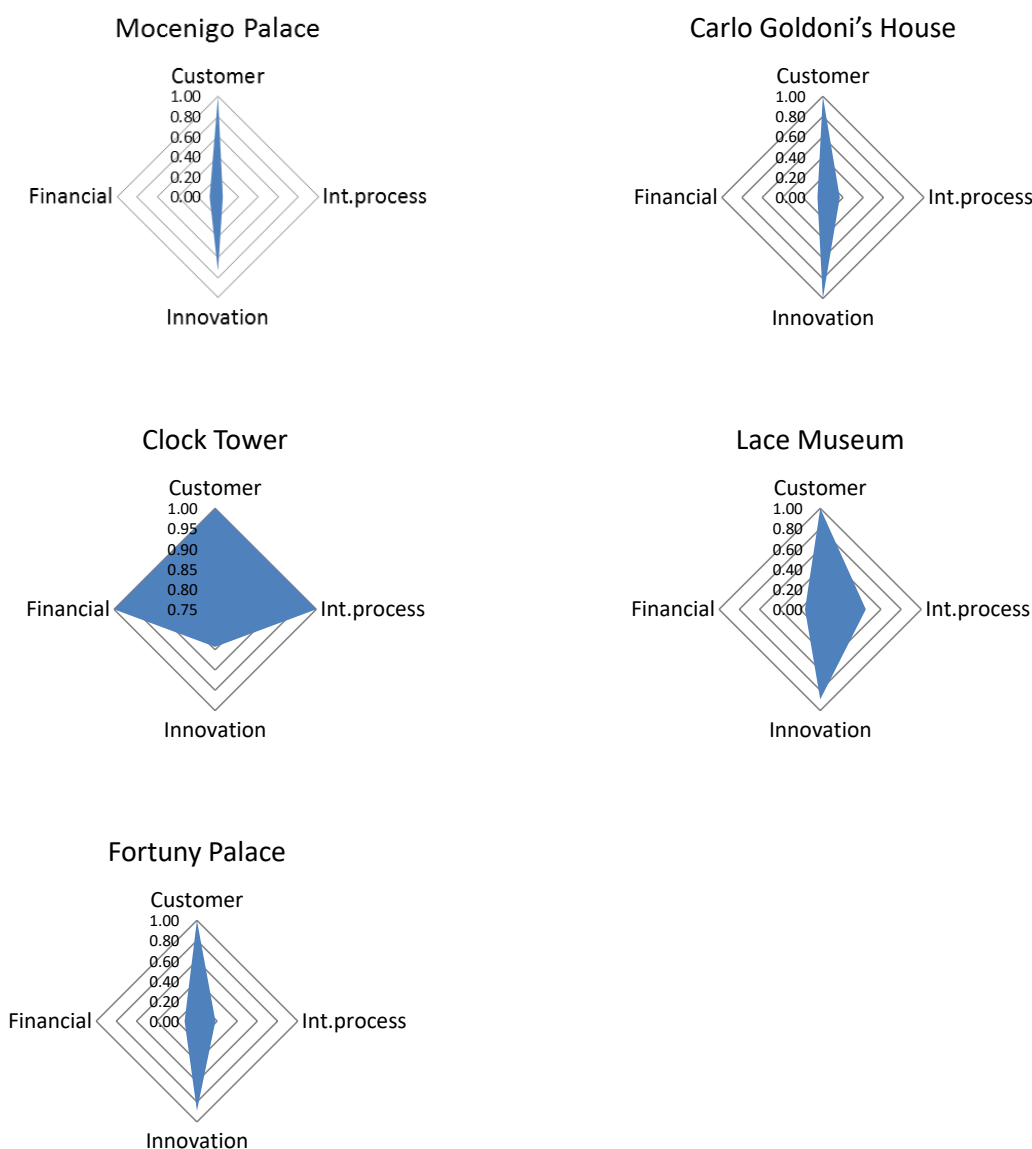 Mocenigo Palace
Customer
1.00
0.80
0.60
0.40
0.20
0.00
Financial
Int.process
Innovation
Carlo Goldoni’s House
Customer
1.00
0.80
0.60
0.40
0.20
0.00
Financial
Int.process
Innovation
Clock Tower
Customer
1.00
0.95
0.90
0.85
0.80
0.75
Financial
Int.process
Innovation
Lace Museum
Customer
1.00
0.80
0.60
0.40
0.20
0.00
Financial
Int.process
Innovation
Fortuny Palace
Customer
1.00
0.80
0.60
0.40
0.20
0.00
Financial
Int.process
Innovation